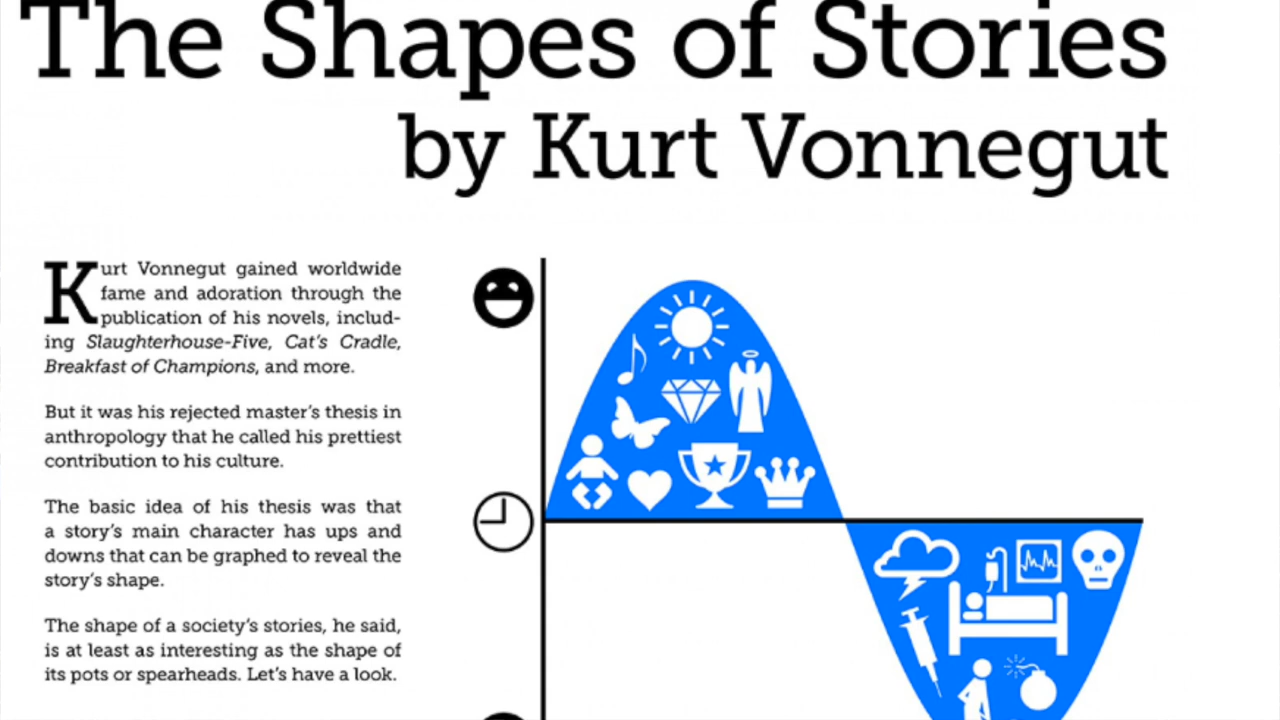 The Shapes of Stories
by Kurt Vonnegut
Kurt Vonnegut gained worldwide
fame and adoration through the
publication of his novels, includ-
ing Slaughterhouse-Five, Cat's Cradle,
Breakfast of Champions, and more.
But it was his rejected master's thesis in
anthropology that he called his prettiest
contribution to his culture.
The basic idea of his thesis was that
a story's main character has ups and
downs that can be graphed to reveal the
story's shape.
The shape of a society's stories, he said,
is at least as interesting as the shape of
its pots or spearheads. Let's have a look.